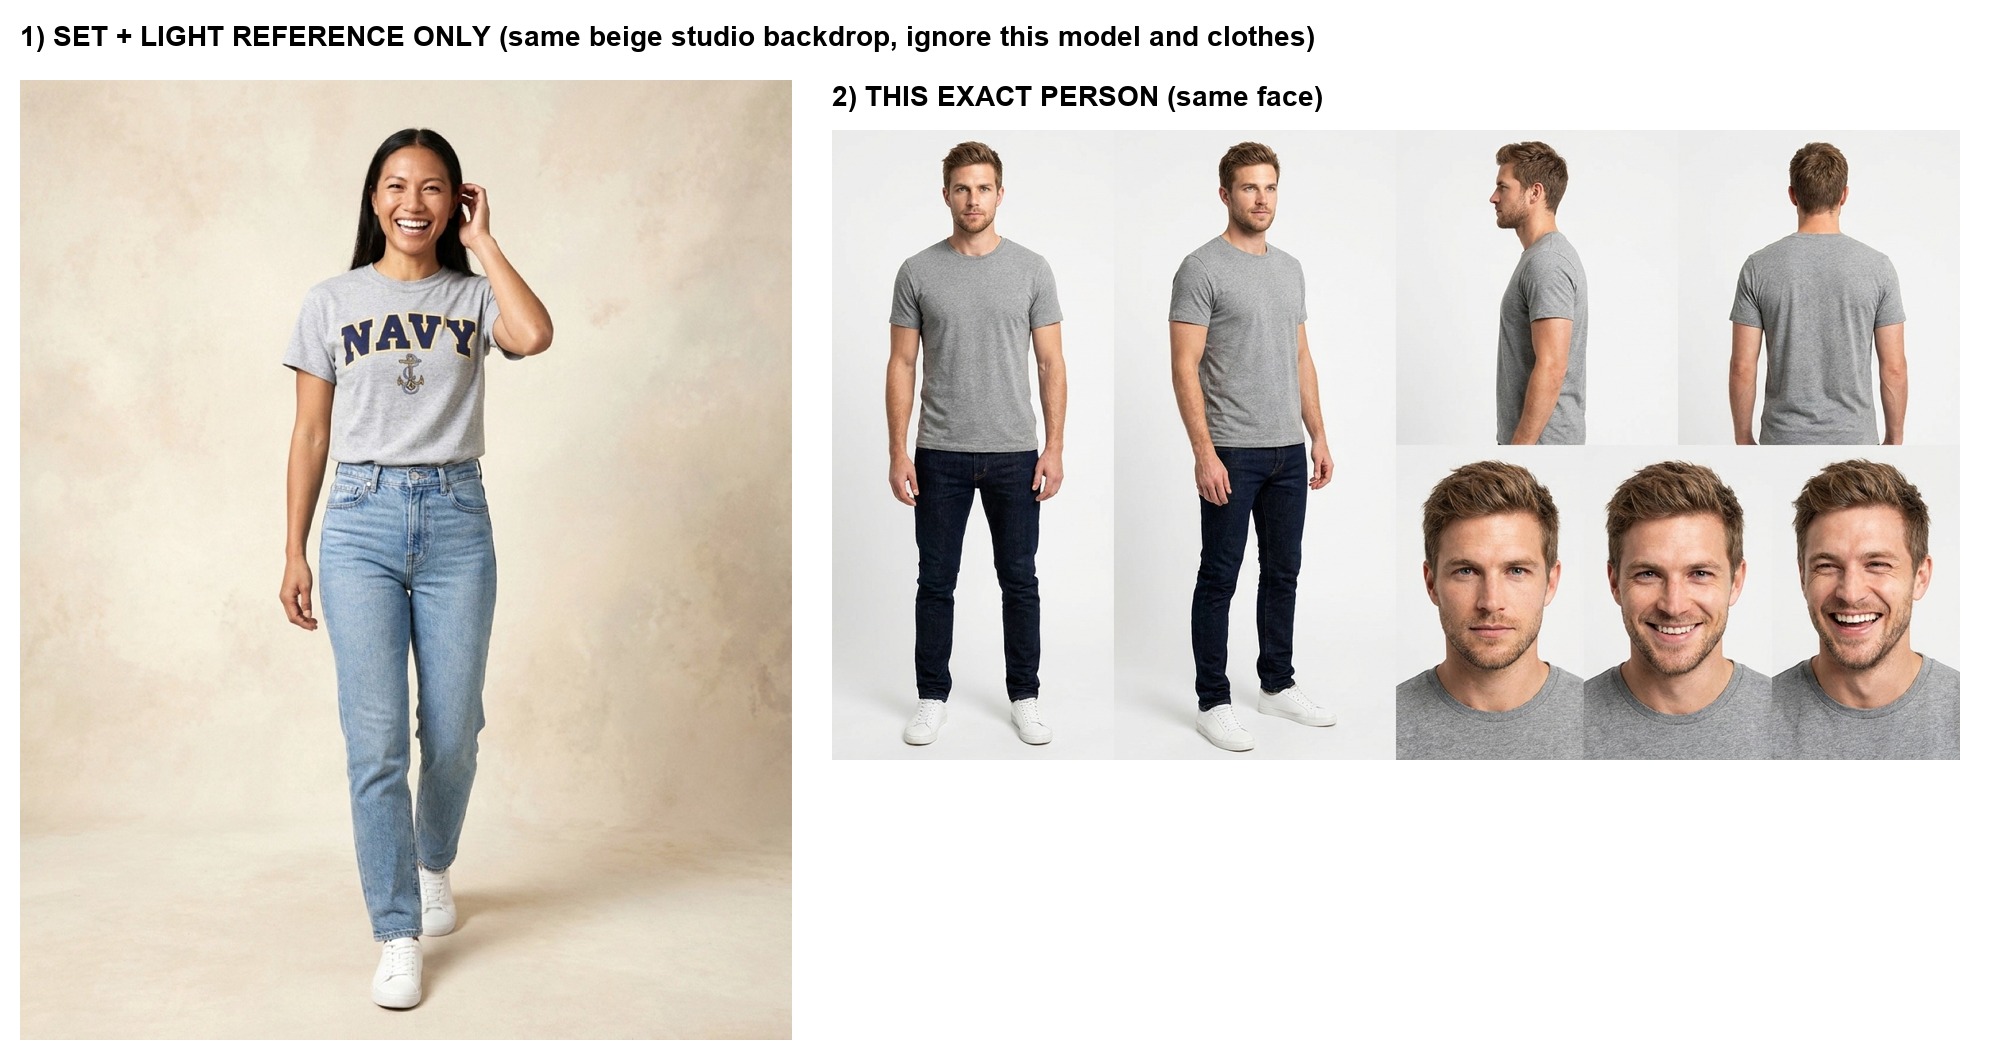 1) SET + LIGHT REFERENCE ONLY (same beige studio backdrop, ignore this model and clothes)
2) THIS EXACT PERSON (same face)
NAVY